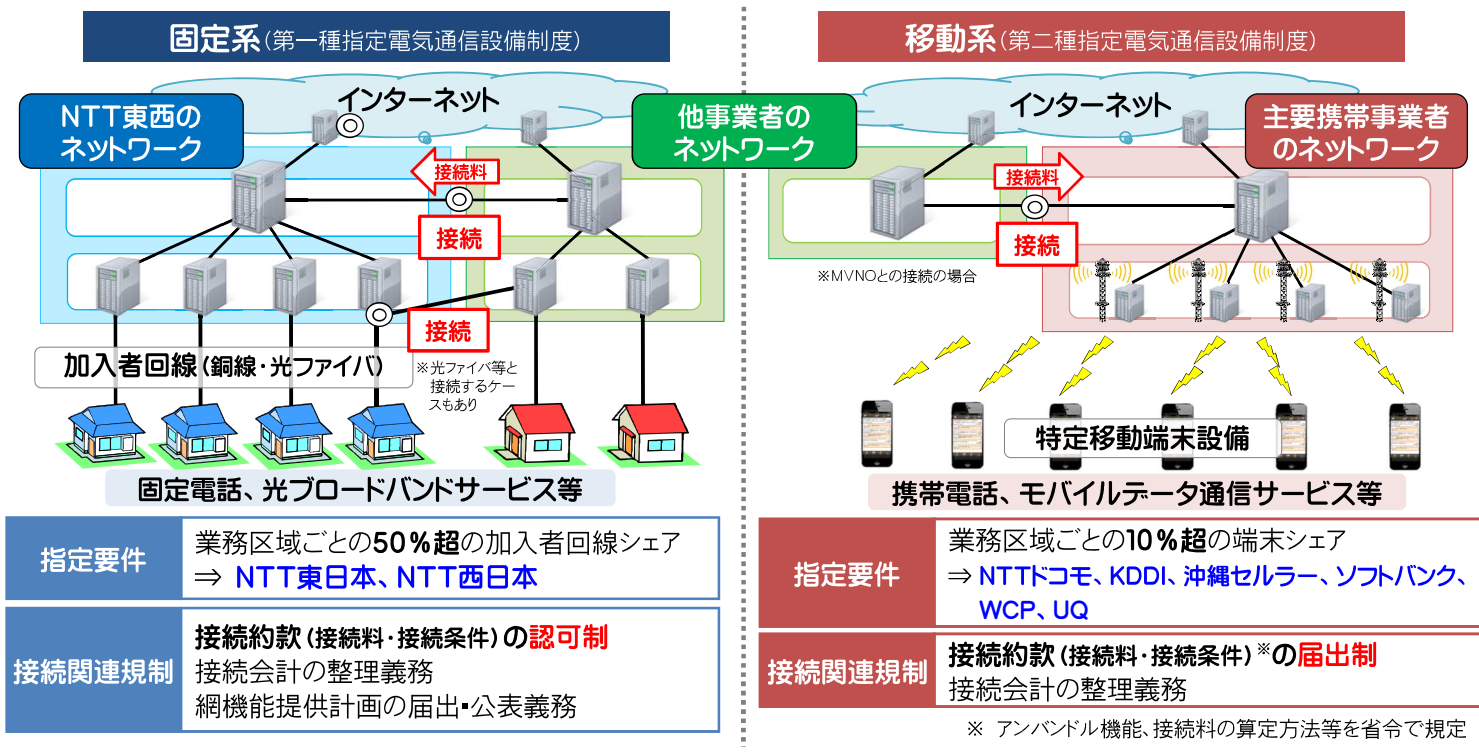 固定系(第一種指定電気通信設備制度)
インターネット
NTT東西の
ネットワーク
他事業者の
ネットワーク
接続料
接続
接続
加入者回線(銅線・光ファイバ)
※光ファイバ等と
接続するケー
スもあり
固定電話、光ブロードバンドサービス等
指定要件
業務区域ごとの50%超の加入者回線シェア
⇒ NTT東日本、NTT西日本
接続関連規制
接続約款(接続料・接続条件)の認可制
接続会計の整理義務
網機能提供計画の届出・公表義務
移動系(第二種指定電気通信設備制度)
インターネット
主要携帯事業者
のネットワーク
接続料
接続
※MVNOとの接続の場合
特定移動端末設備
携帯電話、モバイルデータ通信サービス等
指定要件
業務区域ごとの10%超の端末シェア
⇒ NTTドコモ、KDDI、沖縄セルラー、ソフトバンク、
WCP、UQ
接続関連規制
接続約款(接続料・接続条件)※の届出制
接続会計の整理義務
※ アンバンドル機能、接続料の算定方法等を省令で規定